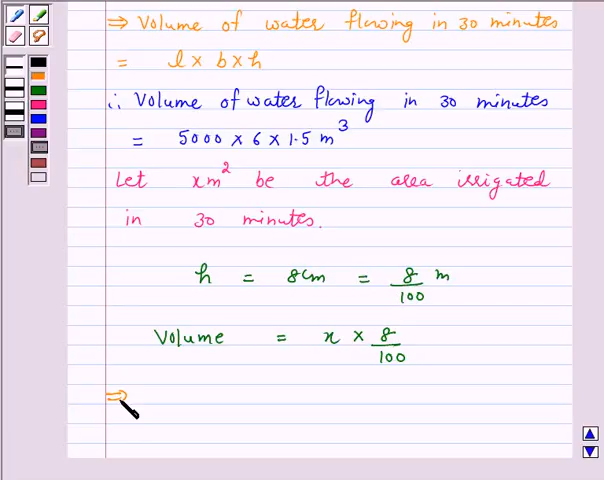 ⇒ Volume of water flowing in 30 minutes
= l × b × h
∴ Volume of water flowing in 30 minutes
= 5000 × 6 × 1.5 m³
Let xm² be the area irrigated
in 30 minutes.
h = 8cm = 8/100 m
Volume = x × 8/100
⇒